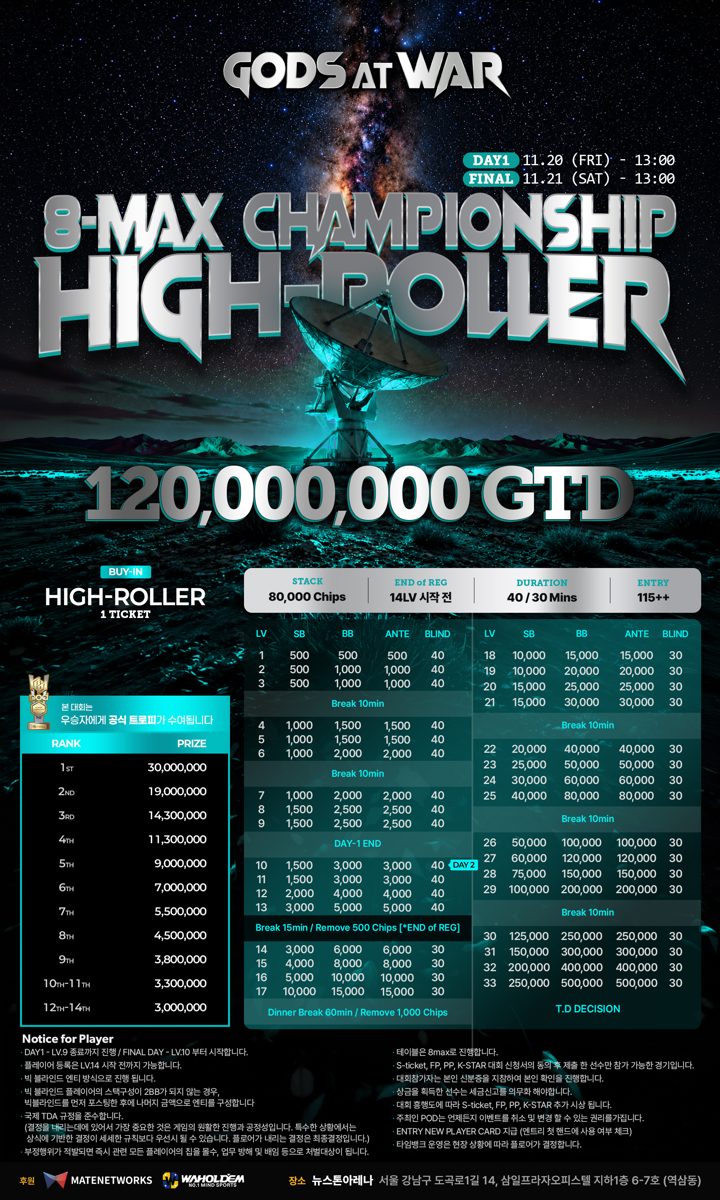 GODS AT WAR
DAY1 11.20 (FRI) - 13:00
FINAL 11.21 (SAT) - 13:00
8-MAX CHAMPIONSHIP
HIGH-ROLLER
120,000,000 GTD
BUY-IN
HIGH-ROLLER
1 TICKET
STACK END of REG DURATION ENTRY
80,000 Chips 14LV 시작 전 40 / 30 Mins 115++
본 대회는
우승자에게 공식 트로피가 수여됩니다
RANK PRIZE
1ST 30,000,000
2ND 19,000,000
3RD 14,300,000
4TH 11,300,000
5TH 9,000,000
6TH 7,000,000
7TH 5,500,000
8TH 4,500,000
9TH 3,800,000
10TH-11TH 3,300,000
12TH-14TH 3,000,000
LV SB BB ANTE BLIND
1 500 500 500 40
2 500 1,000 1,000 40
3 500 1,000 1,000 40
Break 10min
4 1,000 1,500 1,500 40
5 1,000 1,500 1,500 40
6 1,000 2,000 2,000 40
Break 10min
7 1,000 2,000 2,000 40
8 1,500 2,500 2,500 40
9 1,500 2,500 2,500 40
DAY-1 END
10 1,500 3,000 3,000 40 DAY 2
11 1,500 3,000 3,000 40
12 2,000 4,000 4,000 40
13 3,000 5,000 5,000 40
Break 15min / Remove 500 Chips [*END of REG]
14 3,000 6,000 6,000 30
15 4,000 8,000 8,000 30
16 5,000 10,000 10,000 30
17 10,000 15,000 15,000 30
Dinner Break 60min / Remove 1,000 Chips
LV SB BB ANTE BLIND
18 10,000 15,000 15,000 30
19 10,000 20,000 20,000 30
20 15,000 25,000 25,000 30
21 15,000 30,000 30,000 30
Break 10min
22 20,000 40,000 40,000 30
23 25,000 50,000 50,000 30
24 30,000 60,000 60,000 30
25 40,000 80,000 80,000 30
Break 10min
26 50,000 100,000 100,000 30
27 60,000 120,000 120,000 30
28 75,000 150,000 150,000 30
29 100,000 200,000 200,000 30
Break 10min
30 125,000 250,000 250,000 30
31 150,000 300,000 300,000 30
32 200,000 400,000 400,000 30
33 250,000 500,000 500,000 30
T.D DECISION
Notice for Player
· DAY1 - LV.9 종료까지 진행 / FINAL DAY - LV.10 부터 시작합니다.
· 플레이어 등록은 LV.14 시작 전까지 가능합니다.
· 빅 블라인드 엔티 방식으로 진행 됩니다.
· 빅 블라인드 플레이어의 스택구성이 2BB가 되지 않는 경우,
빅블라인드를 먼저 포스팅한 후에 나머지 금액으로 엔티를 구성합니다
· 국제 TDA 규정을 준수합니다.
(결정을 내리는데에 있어서 가장 중요한 것은 게임의 원활한 진행과 공정성입니다. 특수한 상황에서는
상식에 기반한 결정이 세세한 규칙보다 우선시 될 수 있습니다. 플로어가 내리는 결정은 최종결정입니다.)
· 부정행위가 적발되면 즉시 관련 모든 플레이어의 칩을 몰수, 업무 방해 및 배임 등으로 처벌대상이 됩니다.
· 테이블은 8max로 진행합니다.
· S-ticket, FP, PP, K-STAR 대회 신청서의 동의 후 제출 한 선수만 참가 가능한 경기입니다.
· 대회참가자는 본인 신분증을 지참하여 본인 확인을 진행합니다.
· 상금을 획득한 선수는 세금신고를 의무화 해야합니다.
· 대회 흥행도에 따라 S-ticket, FP, PP, K-STAR 추가 시상 됩니다.
· 주최인 POD는 언제든지 이벤트를 취소 및 변경 할 수 있는 권리를가집니다.
· ENTRY NEW PLAYER CARD 지급 (엔트리 첫 핸드에 사용 여부 체크)
· 타임뱅크 운영은 현장 상황에 따라 플로어가 결정합니다.
후원 MATENETWORKS WAHOLDEM NO.1 MIND SPORTS 장소 뉴스톤아레나 서울 강남구 도곡로1길 14, 삼일프라자오피스텔 지하1층 6-7호 (역삼동)